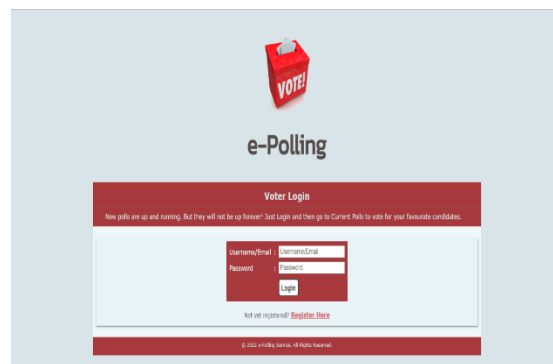 VOTE!
e-Polling
Voter Login
New polls are up and running. But they will not be up forever! Just Login and then go to Current Polls to vote for your favourate candidates.
Username/Email : Username/Email
Password : Password
Login
Not yet registered? Register Here
© 2022 e-Polling Service. All Rights Reserved.